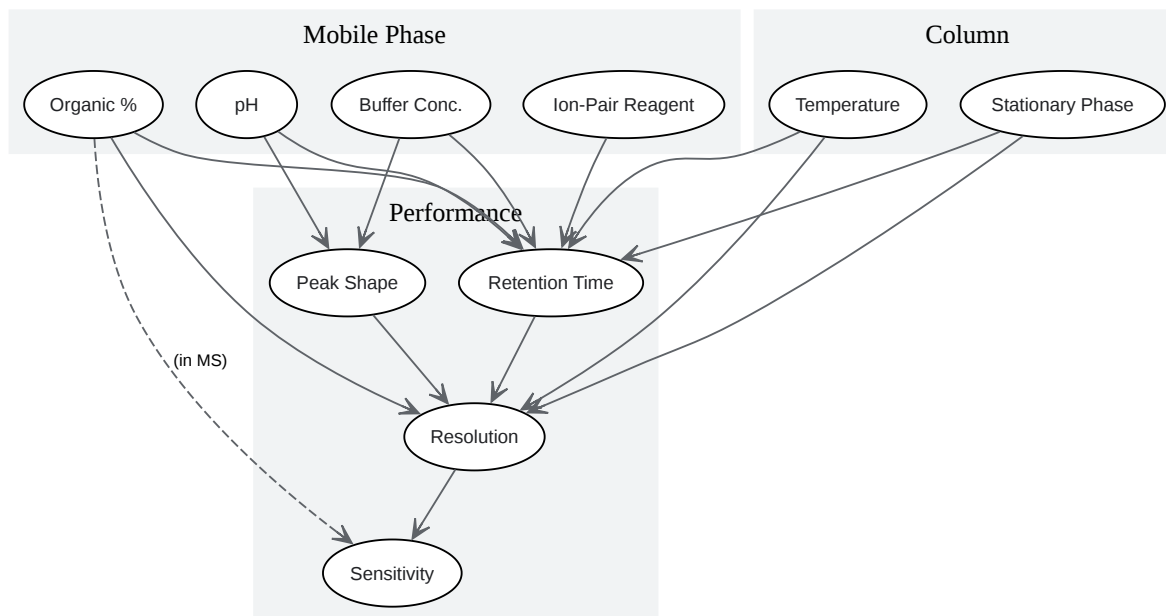 Mobile Phase
Column
Organic %
pH
Buffer Conc.
Ion-Pair Reagent
Temperature
Stationary Phase
Performance
Peak Shape
Retention Time
(in MS)
Resolution
Sensitivity